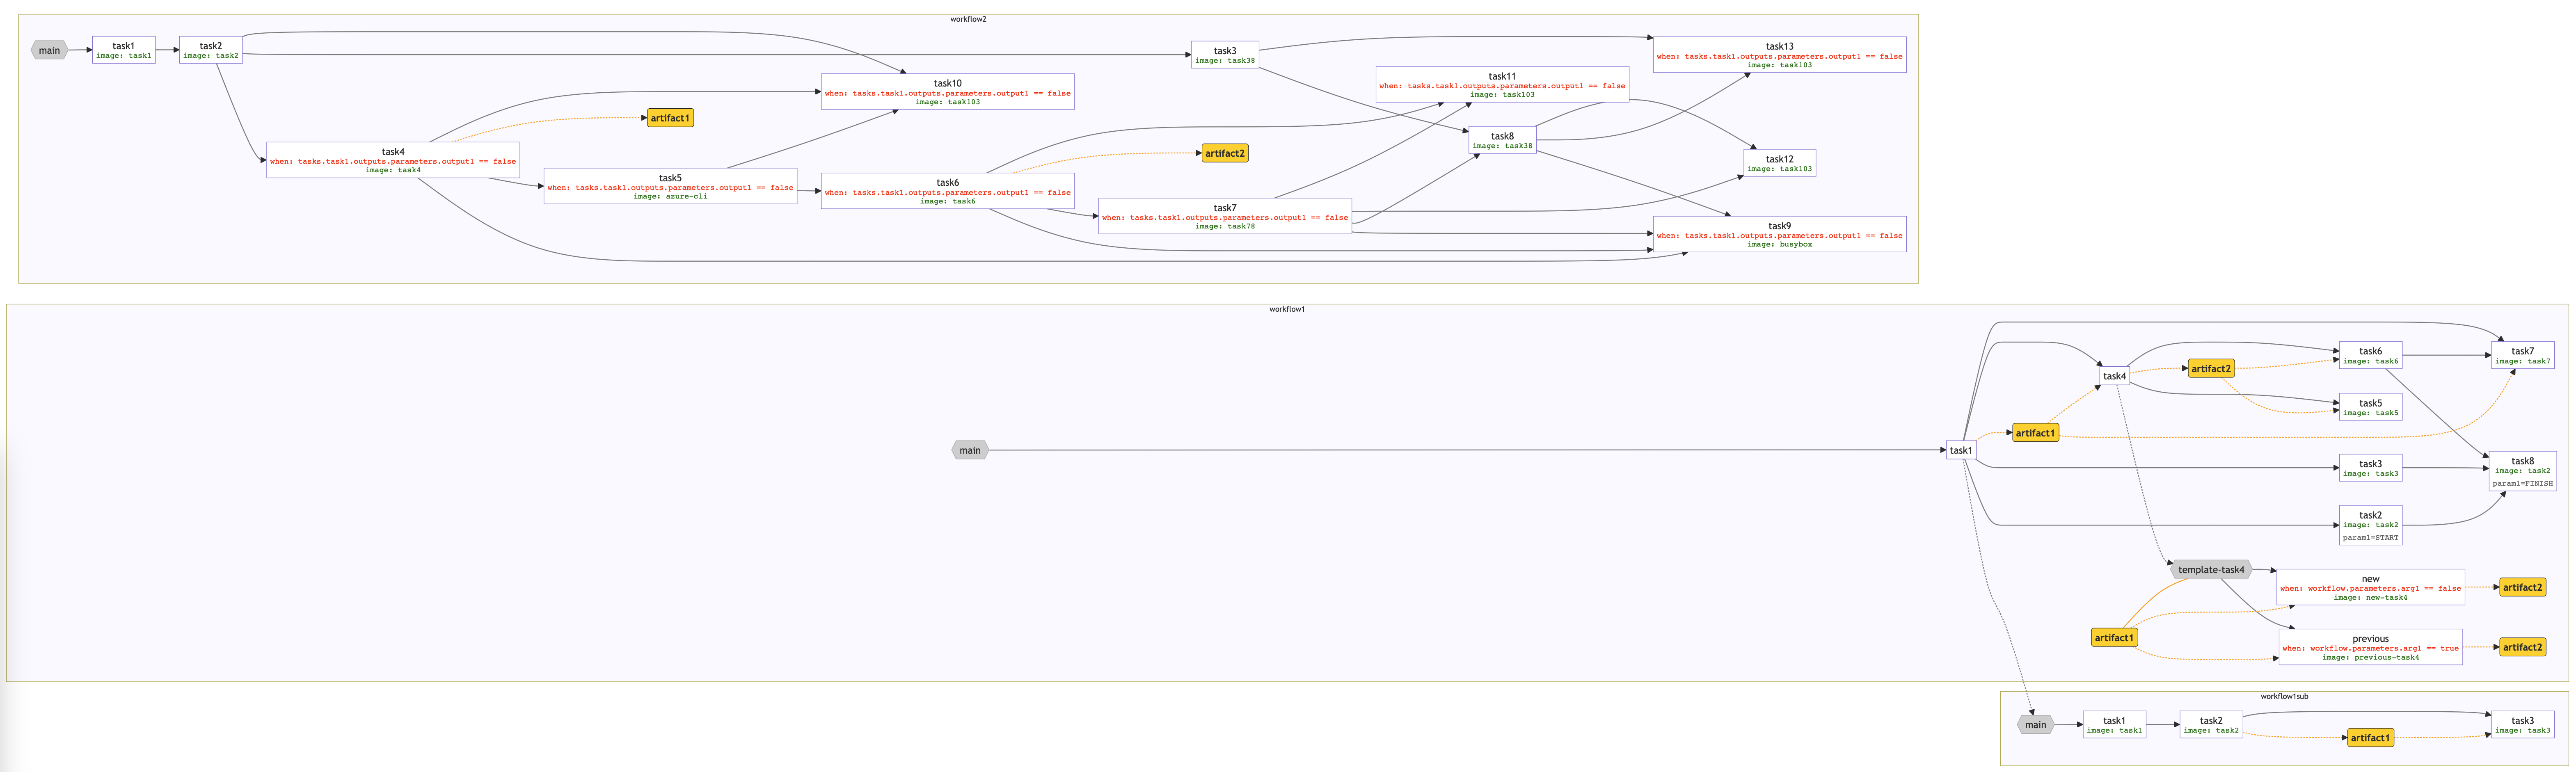 workflow2
main
task1
image: task1
task2
image: task2
task3
image: task38
task13
when: tasks.task1.outputs.parameters.output1 == false
image: task103
task10
when: tasks.task1.outputs.parameters.output1 == false
image: task103
task11
when: tasks.task1.outputs.parameters.output1 == false
image: task103
artifact1
task8
image: task38
task4
when: tasks.task1.outputs.parameters.output1 == false
image: task4
artifact2
task12
image: task103
task5
when: tasks.task1.outputs.parameters.output1 == false
image: azure-cli
task6
when: tasks.task1.outputs.parameters.output1 == false
image: task6
task7
when: tasks.task1.outputs.parameters.output1 == false
image: task78
task9
when: tasks.task1.outputs.parameters.output1 == false
image: busybox
workflow1
task6
image: task6
task7
image: task7
artifact2
task4
task5
image: task5
artifact1
main
task1
task3
image: task3
task8
image: task2
param1=FINISH
task2
image: task2
param1=START
template-task4
new
when: workflow.parameters.arg1 == false
image: new-task4
artifact2
artifact1
previous
when: workflow.parameters.arg1 == true
image: previous-task4
artifact2
workflow1sub
main
task1
image: task1
task2
image: task2
artifact1
task3
image: task3